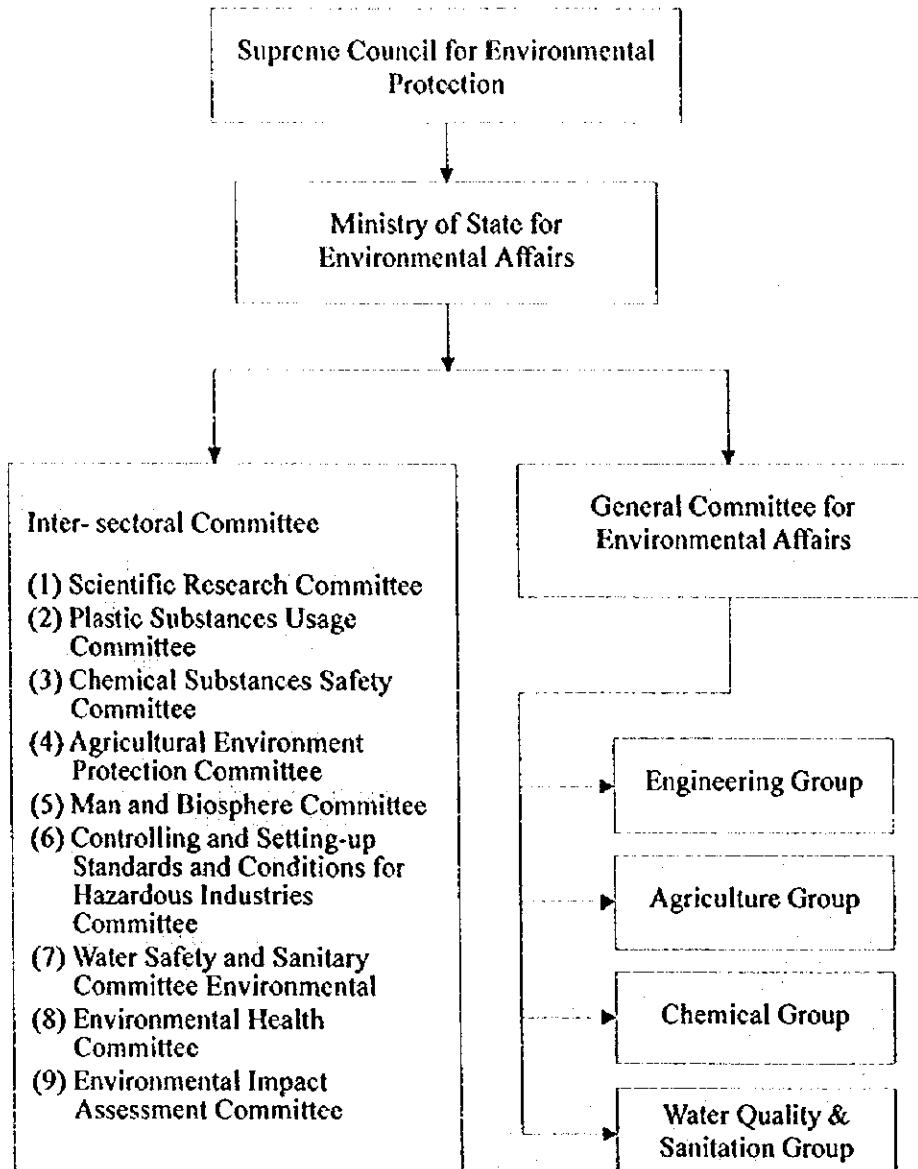 Supreme Council for Environmental
Protection
Ministry of State for
Environmental Affairs
Inter- sectoral Committee
(1) Scientific Research Committee
(2) Plastic Substances Usage
Committee
(3) Chemical Substances Safety
Committee
(4) Agricultural Environment
Protection Committee
(5) Man and Biosphere Committee
(6) Controlling and Setting-up
Standards and Conditions for
Hazardous Industries
Committee
(7) Water Safety and Sanitary
Committee Environmental
(8) Environmental Health
Committee
(9) Environmental Impact
Assessment Committee
General Committee for
Environmental Affairs
Engineering Group
Agriculture Group
Chemical Group
Water Quality &
Sanitation Group